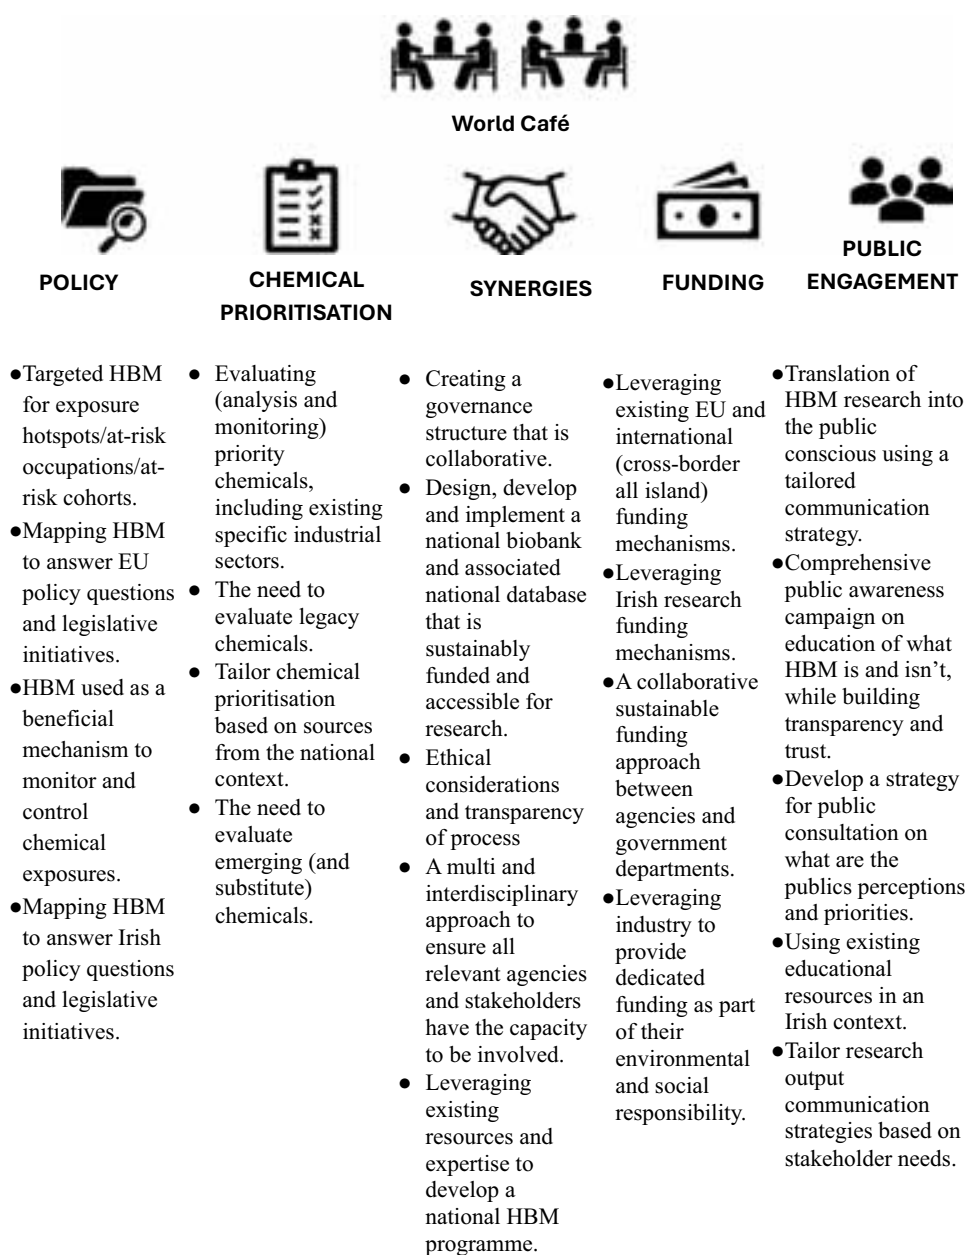 World Café
POLICY
CHEMICAL
PRIORITISATION
SYNERGIES
FUNDING
PUBLIC
ENGAGEMENT
●Targeted HBM
for exposure
hotspots/at-risk
occupations/at-
risk cohorts.
●Mapping HBM
to answer EU
policy questions
and legislative
initiatives.
●HBM used as a
beneficial
mechanism to
monitor and
control
chemical
exposures.
●Mapping HBM
to answer Irish
policy questions
and legislative
initiatives.
● Evaluating
(analysis and
monitoring)
priority
chemicals,
including existing
specific industrial
sectors.
● The need to
evaluate legacy
chemicals.
● Tailor chemical
prioritisation
based on sources
from the national
context.
● The need to
evaluate
emerging (and
substitute)
chemicals.
● Creating a
governance
structure that is
collaborative.
● Design, develop
and implement a
national biobank
and associated
national database
that is
sustainably
funded and
accessible for
research.
● Ethical
considerations
and transparency
of process
● A multi and
interdisciplinary
approach to
ensure all
relevant agencies
and stakeholders
have the capacity
to be involved.
● Leveraging
existing
resources and
expertise to
develop a
national HBM
programme.
●Leveraging
existing EU and
international
(cross-border
all island)
funding
mechanisms.
●Leveraging
Irish research
funding
mechanisms.
●A collaborative
sustainable
funding
approach
between
agencies and
government
departments.
●Leveraging
industry to
provide
dedicated
funding as part
of their
environmental
and social
responsibility.
●Translation of
HBM research into
the public
conscious using a
tailored
communication
strategy.
●Comprehensive
public awareness
campaign on
education of what
HBM is and isn’t,
while building
transparency and
trust.
●Develop a strategy
for public
consultation on
what are the
publics perceptions
and priorities.
●Using existing
educational
resources in an
Irish context.
●Tailor research
output
communication
strategies based on
stakeholder needs.